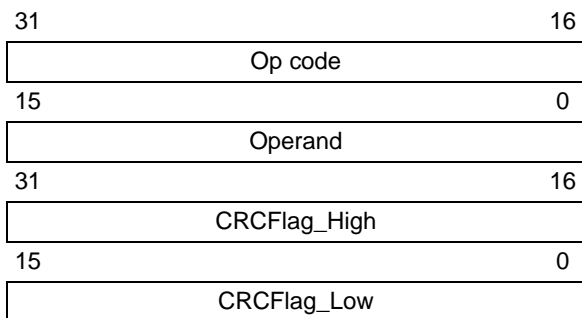 31 16
Op code
15 0
Operand
31 16
CRCFlag_High
15 0
CRCFlag_Low